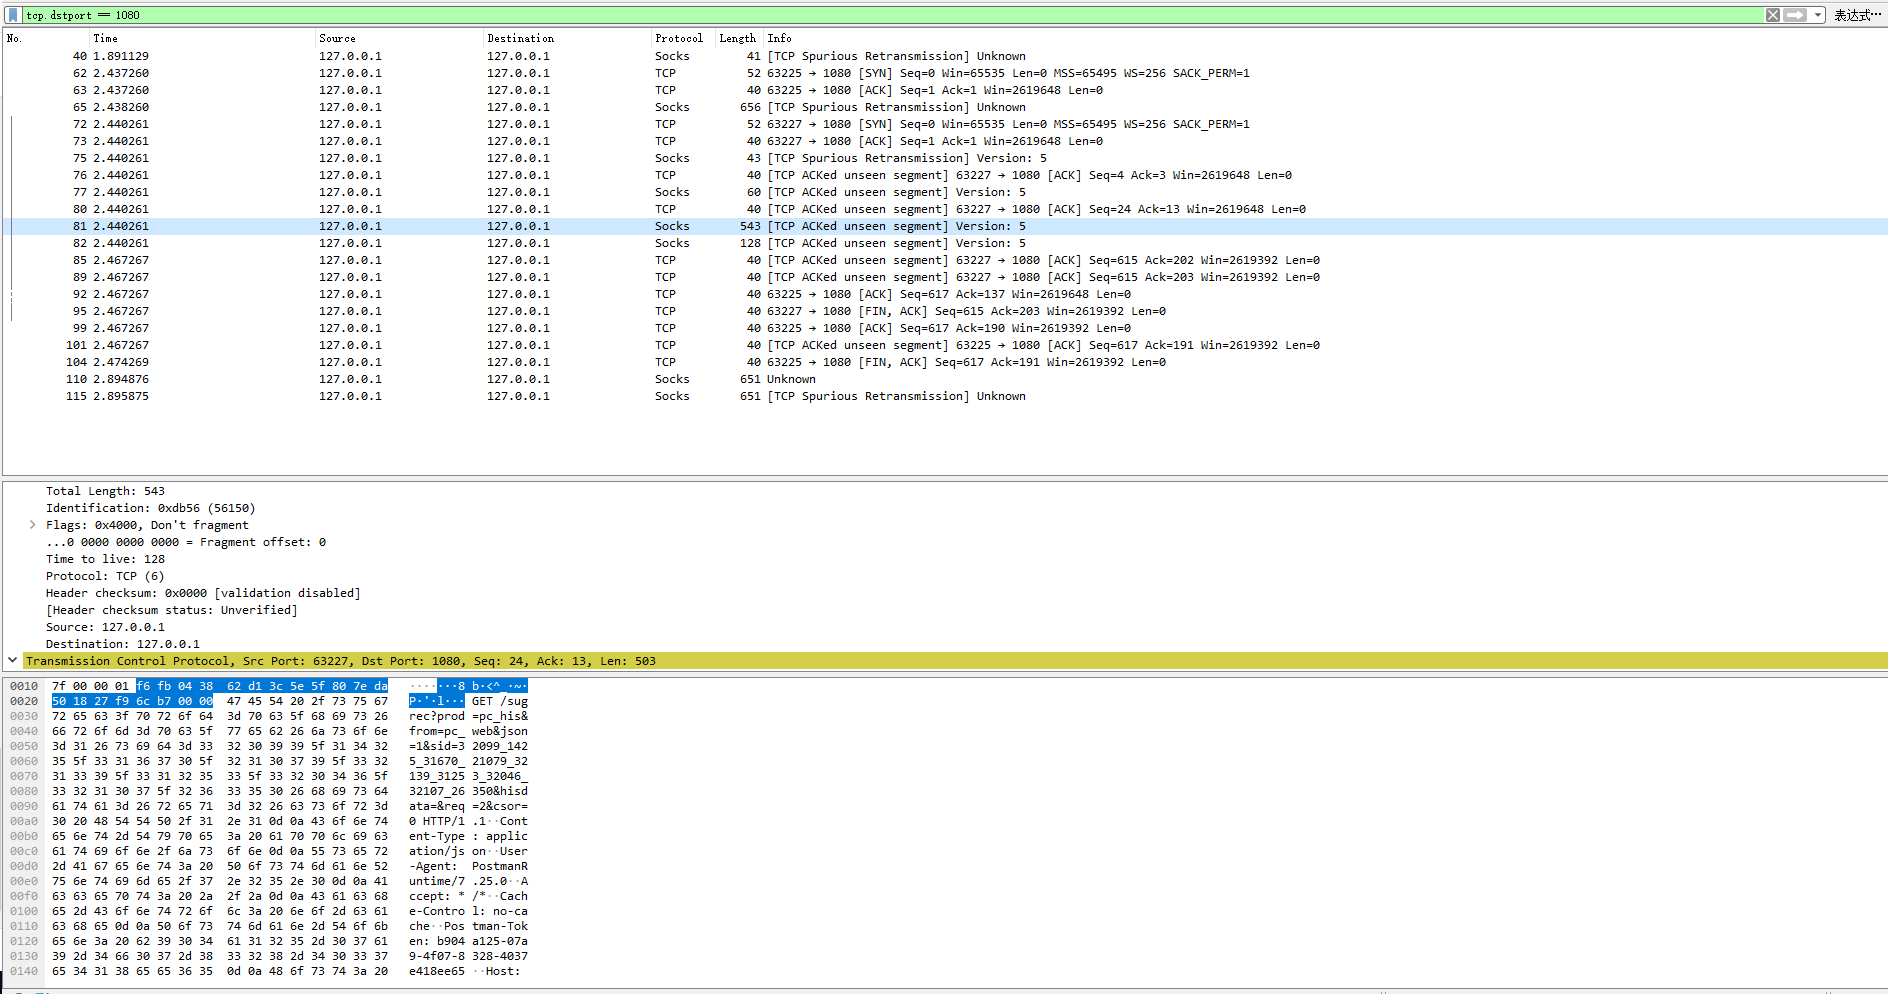 tcp.dstport == 1080 表达式…
No. Time Source Destination Protocol Length Info
40 1.891129 127.0.0.1 127.0.0.1 Socks 41 [TCP Spurious Retransmission] Unknown
62 2.437260 127.0.0.1 127.0.0.1 TCP 52 63225 → 1080 [SYN] Seq=0 Win=65535 Len=0 MSS=65495 WS=256 SACK_PERM=1
63 2.437260 127.0.0.1 127.0.0.1 TCP 40 63225 → 1080 [ACK] Seq=1 Ack=1 Win=2619648 Len=0
65 2.438260 127.0.0.1 127.0.0.1 Socks 656 [TCP Spurious Retransmission] Unknown
72 2.440261 127.0.0.1 127.0.0.1 TCP 52 63227 → 1080 [SYN] Seq=0 Win=65535 Len=0 MSS=65495 WS=256 SACK_PERM=1
73 2.440261 127.0.0.1 127.0.0.1 TCP 40 63227 → 1080 [ACK] Seq=1 Ack=1 Win=2619648 Len=0
75 2.440261 127.0.0.1 127.0.0.1 Socks 43 [TCP Spurious Retransmission] Version: 5
76 2.440261 127.0.0.1 127.0.0.1 TCP 40 [TCP ACKed unseen segment] 63227 → 1080 [ACK] Seq=4 Ack=3 Win=2619648 Len=0
77 2.440261 127.0.0.1 127.0.0.1 Socks 60 [TCP ACKed unseen segment] Version: 5
80 2.440261 127.0.0.1 127.0.0.1 TCP 40 [TCP ACKed unseen segment] 63227 → 1080 [ACK] Seq=24 Ack=13 Win=2619648 Len=0
81 2.440261 127.0.0.1 127.0.0.1 Socks 543 [TCP ACKed unseen segment] Version: 5
82 2.440261 127.0.0.1 127.0.0.1 Socks 128 [TCP ACKed unseen segment] Version: 5
85 2.467267 127.0.0.1 127.0.0.1 TCP 40 [TCP ACKed unseen segment] 63227 → 1080 [ACK] Seq=615 Ack=202 Win=2619392 Len=0
89 2.467267 127.0.0.1 127.0.0.1 TCP 40 [TCP ACKed unseen segment] 63227 → 1080 [ACK] Seq=615 Ack=203 Win=2619392 Len=0
92 2.467267 127.0.0.1 127.0.0.1 TCP 40 63225 → 1080 [ACK] Seq=617 Ack=137 Win=2619648 Len=0
95 2.467267 127.0.0.1 127.0.0.1 TCP 40 63227 → 1080 [FIN, ACK] Seq=615 Ack=203 Win=2619392 Len=0
99 2.467267 127.0.0.1 127.0.0.1 TCP 40 63225 → 1080 [ACK] Seq=617 Ack=190 Win=2619392 Len=0
101 2.467267 127.0.0.1 127.0.0.1 TCP 40 [TCP ACKed unseen segment] 63225 → 1080 [ACK] Seq=617 Ack=191 Win=2619392 Len=0
104 2.474269 127.0.0.1 127.0.0.1 TCP 40 63225 → 1080 [FIN, ACK] Seq=617 Ack=191 Win=2619392 Len=0
110 2.894876 127.0.0.1 127.0.0.1 Socks 651 Unknown
115 2.895875 127.0.0.1 127.0.0.1 Socks 651 [TCP Spurious Retransmission] Unknown
Total Length: 543
Identification: 0xdb56 (56150)
Flags: 0x4000, Don't fragment
...0 0000 0000 0000 = Fragment offset: 0
Time to live: 128
Protocol: TCP (6)
Header checksum: 0x0000 [validation disabled]
[Header checksum status: Unverified]
Source: 127.0.0.1
Destination: 127.0.0.1
Transmission Control Protocol, Src Port: 63227, Dst Port: 1080, Seq: 24, Ack: 13, Len: 503
0010 7f 00 00 01 f6 fb 04 38 62 d1 3c 5e 5f 80 7e da ·······8 b·<^_·~·
0020 50 18 27 f9 6c b7 00 00 47 45 54 20 2f 73 75 67 P·'·l··· GET /sug
0030 72 65 63 3f 70 72 6f 64 3d 70 63 5f 68 69 73 26 rec?prod =pc_his&
0040 66 72 6f 6d 3d 70 63 5f 77 65 62 26 6a 73 6f 6e from=pc_ web&json
0050 3d 31 26 73 69 64 3d 33 32 30 39 39 5f 31 34 32 =1&sid=3 2099_142
0060 35 5f 33 31 36 37 30 5f 32 31 30 37 39 5f 33 32 5_31670_ 21079_32
0070 31 33 39 5f 33 31 32 35 33 5f 33 32 30 34 36 5f 139_3125 3_32046_
0080 33 32 31 30 37 5f 32 36 33 35 30 26 68 69 73 64 32107_26 350&hisd
0090 61 74 61 3d 26 72 65 71 3d 32 26 63 73 6f 72 3d ata=&req =2&csor=
00a0 30 20 48 54 54 50 2f 31 2e 31 0d 0a 43 6f 6e 74 0 HTTP/1 .1··Cont
00b0 65 6e 74 2d 54 79 70 65 3a 20 61 70 70 6c 69 63 ent-Type : applic
00c0 61 74 69 6f 6e 2f 6a 73 6f 6e 0d 0a 55 73 65 72 ation/js on··User
00d0 2d 41 67 65 6e 74 3a 20 50 6f 73 74 6d 61 6e 52 -Agent: PostmanR
00e0 75 6e 74 69 6d 65 2f 37 2e 32 35 2e 30 0d 0a 41 untime/7 .25.0··A
00f0 63 63 65 70 74 3a 20 2a 2f 2a 0d 0a 43 61 63 68 ccept: * /*··Cach
0100 65 2d 43 6f 6e 74 72 6f 6c 3a 20 6e 6f 2d 63 61 e-Contro l: no-ca
0110 63 68 65 0d 0a 50 6f 73 74 6d 61 6e 2d 54 6f 6b che··Pos tman-Tok
0120 65 6e 3a 20 62 39 30 34 61 31 32 35 2d 30 37 61 en: b904 a125-07a
0130 39 2d 34 66 30 37 2d 38 33 32 38 2d 34 30 33 37 9-4f07-8 328-4037
0140 65 34 31 38 65 65 36 35 0d 0a 48 6f 73 74 3a 20 e418ee65 ··Host: